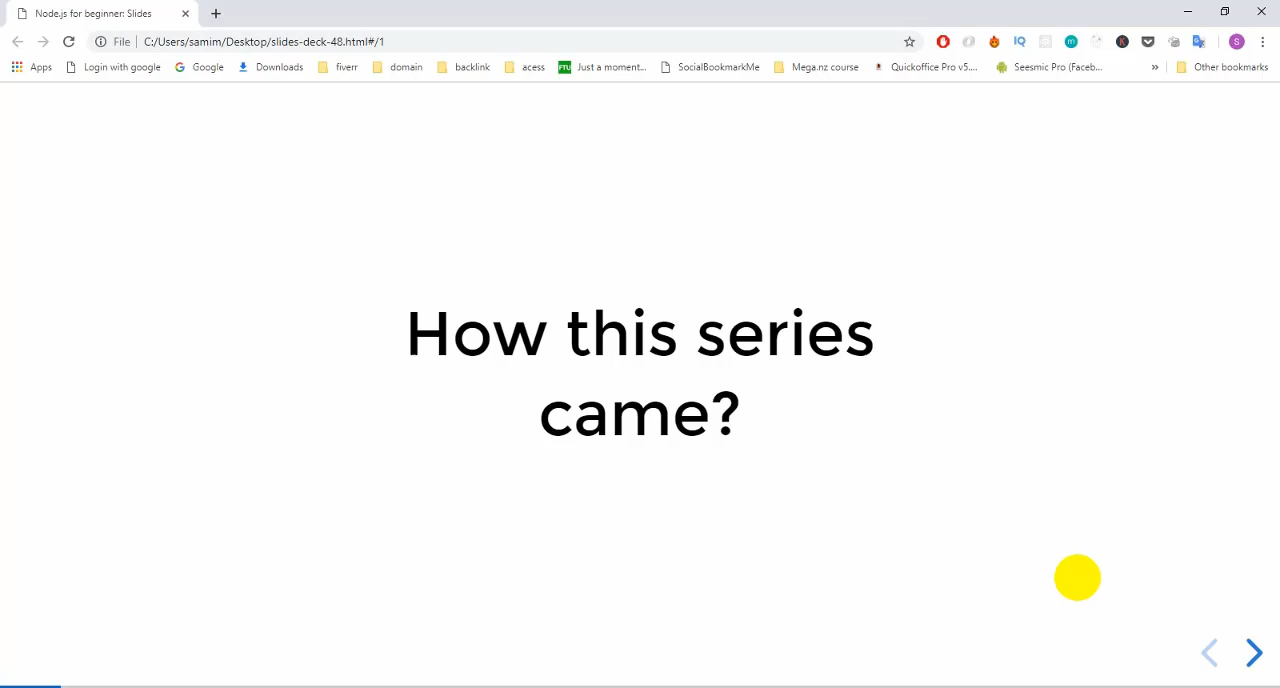 Node.js for beginner: Slides
File
C:/Users/samim/Desktop/slides-deck-48.html#/1
IQ
m
K
S
Apps
Login with google
Google
Downloads
fiverr
domain
backlink
acess
FTU
Just a moment...
SocialBookmarkMe
Mega.nz course
Quickoffice Pro v5....
Seesmic Pro (Faceb...
»
Other bookmarks
How this series
came?